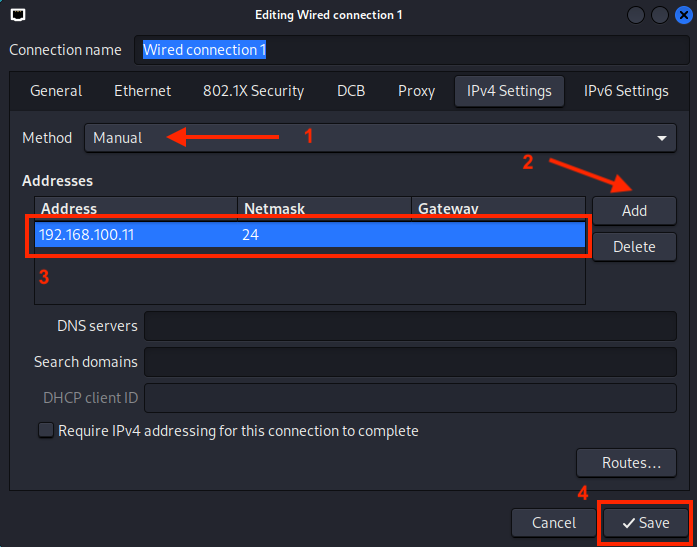 Editing Wired connection 1
Connection name Wired connection 1
General Ethernet 802.1X Security DCB Proxy IPv4 Settings IPv6 Settings
Method Manual 1
2
Addresses
Address Netmask Gateway Add
192.168.100.11 24
Delete
3
DNS servers
Search domains
DHCP client ID
Require IPv4 addressing for this connection to complete
Routes...
4
Cancel Save